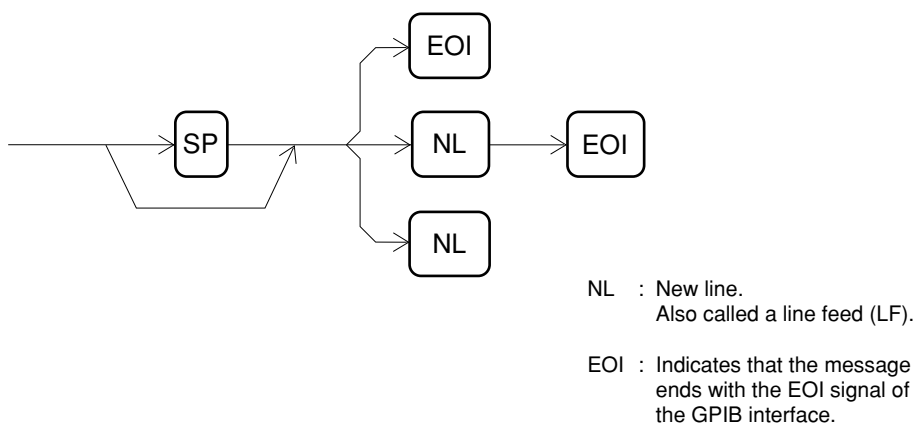 EOI
SP
NL
EOI
NL
NL : New line.
Also called a line feed (LF).
EOI : Indicates that the message
ends with the EOI signal of
the GPIB interface.